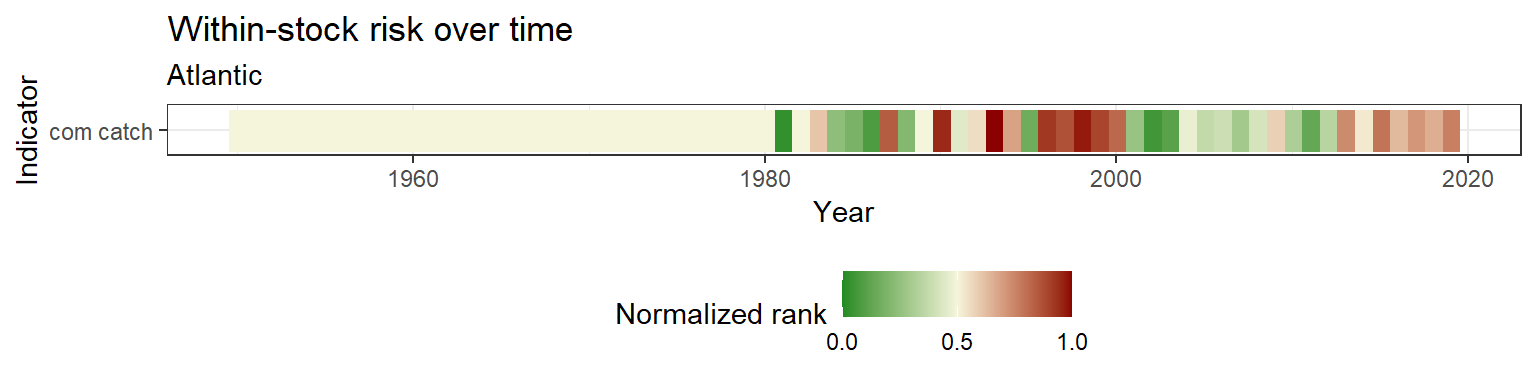 Within-stock risk over time
Atlantic
Indicator
com catch
1960 1980 2000 2020
Year
Normalized rank
0.0 0.5 1.0